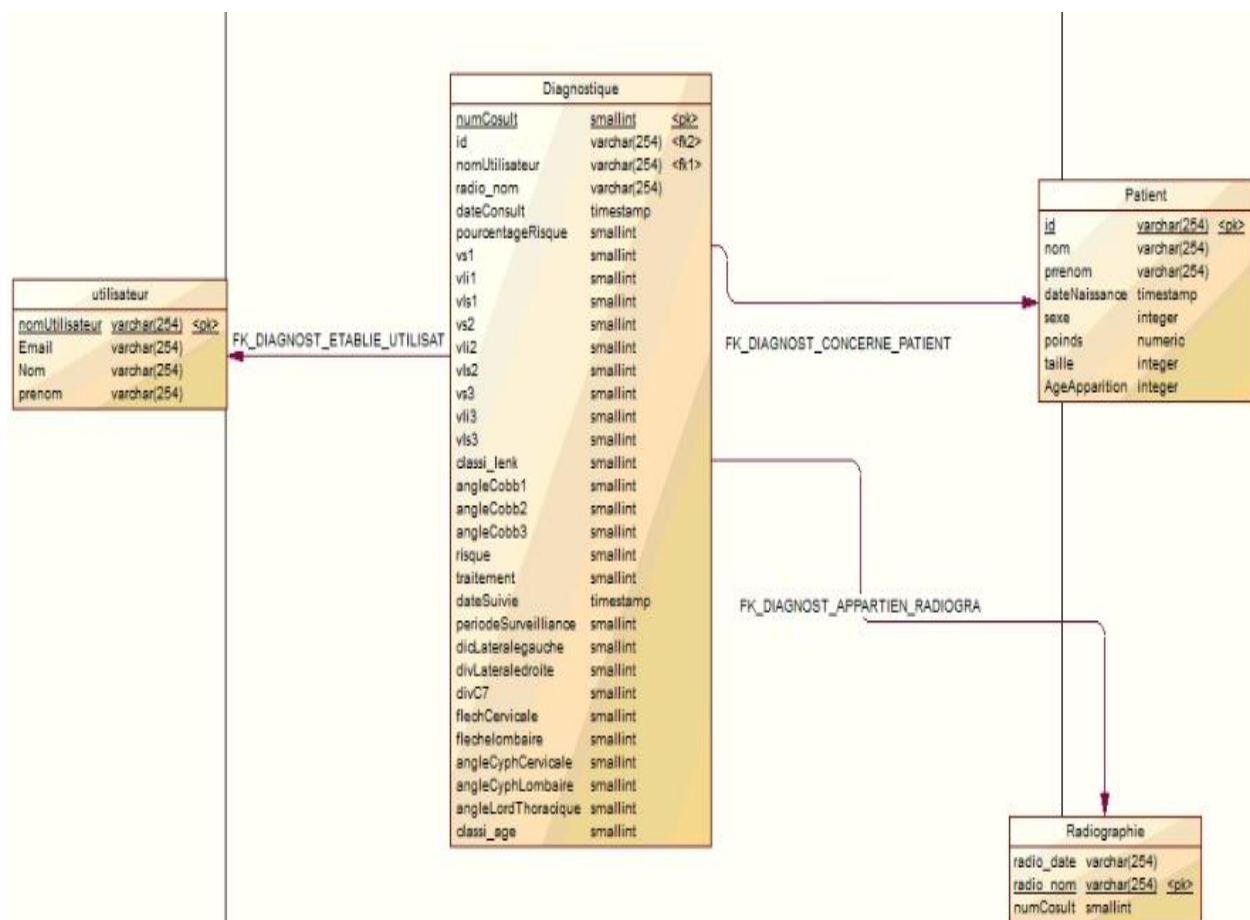 Diagnostique
numCosult smallint <pk>
id varchar(254) <fk2>
nomUtilisateur varchar(254) <fk1>
radio_nom varchar(254)
dateConsult timestamp
pourcentageRisque smallint
vs1 smallint
vli1 smallint
vls1 smallint
vs2 smallint
vli2 smallint
vls2 smallint
vs3 smallint
vli3 smallint
vls3 smallint
classi_lenk smallint
angleCobb1 smallint
angleCobb2 smallint
angleCobb3 smallint
risque smallint
traitement smallint
dateSuivie timestamp
periodeSurveilliance smallint
dicLateralegauche smallint
divLateraledroite smallint
divC7 smallint
flechCervicale smallint
flechelombaire smallint
angleCyphCervicale smallint
angleCyphLombaire smallint
angleLordThoracique smallint
classi_age smallint
utilisateur
nomUtilisateur varchar(254) <pk>
Email varchar(254)
Nom varchar(254)
prenom varchar(254)
FK_DIAGNOST_ETABLIE_UTILISAT
Patient
id varchar(254) <pk>
nom varchar(254)
prrenom varchar(254)
dateNaissance timestamp
sexe integer
poinds numeric
taille integer
AgeApparition integer
FK_DIAGNOST_CONCERNE_PATIENT
FK_DIAGNOST_APPARTIEN_RADIOGRA
Radiographie
radio_date varchar(254)
radio_nom varchar(254) <pk>
numCosult smallint